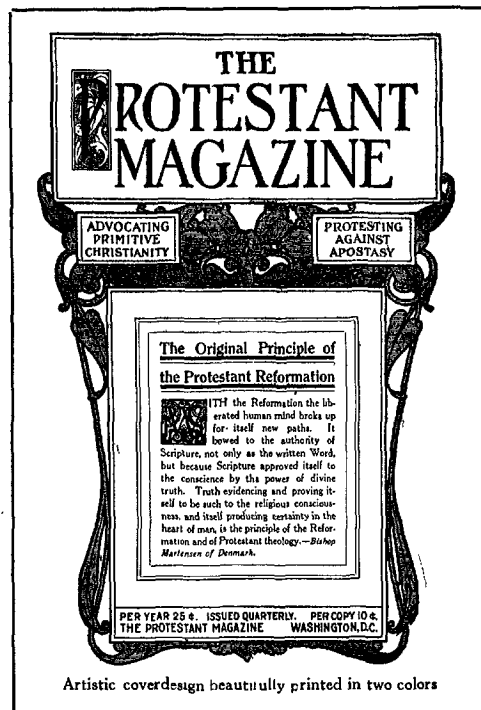 THE
PROTESTANT
MAGAZINE
ADVOCATING
PRIMITIVE
CHRISTIANITY
PROTESTING
AGAINST
APOSTASY
The Original Principle of
the Protestant Reformation
WITH the Reformation the lib-
erated human mind broke up
for itself new paths. It
bowed to the authority of
Scripture, not only as the written Word,
but because Scripture approved itself to
the conscience by the power of divine
truth. Truth evidencing and proving it-
self to be such to the religious conscious-
ness, and itself producing certainty in the
heart of man, is the principle of the Refor-
mation and of Protestant theology.—Bishop
Martensen of Denmark.
PER YEAR 25 ¢. ISSUED QUARTERLY. PER COPY 10 ¢.
THE PROTESTANT MAGAZINE WASHINGTON, D.C.
Artistic coverdesign beautifully printed in two colors